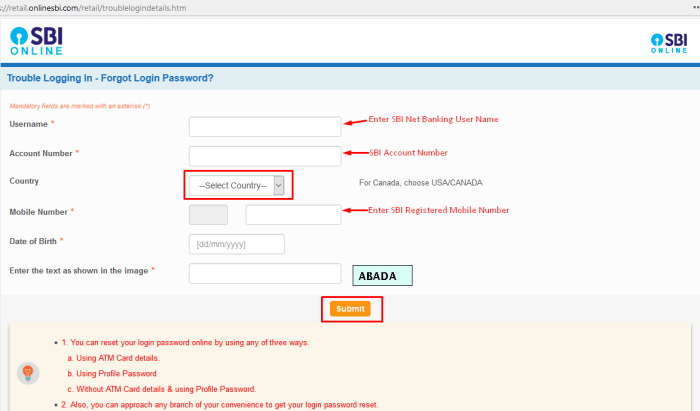 s://retail.onlinesbi.com/retail/troublelogindetails.htm
SBI SBI
ONLINE ONLINE
Trouble Logging In - Forgot Login Password?
Mandatory fields are marked with an asterisk (*)
Username * Enter SBI Net Banking User Name
Account Number * SBI Account Number
Country --Select Country-- For Canada, choose USA/CANADA
Mobile Number * Enter SBI Registered Mobile Number
Date of Birth * [dd/mm/yyyy]
Enter the text as shown in the image * ABADA
Submit
• 1. You can reset your login password online by using any of three ways.
a. Using ATM Card details.
b. Using Profile Password.
c. Without ATM Card details & using Profile Password.
• 2. Also, you can approach any branch of your convenience to get your login password reset.